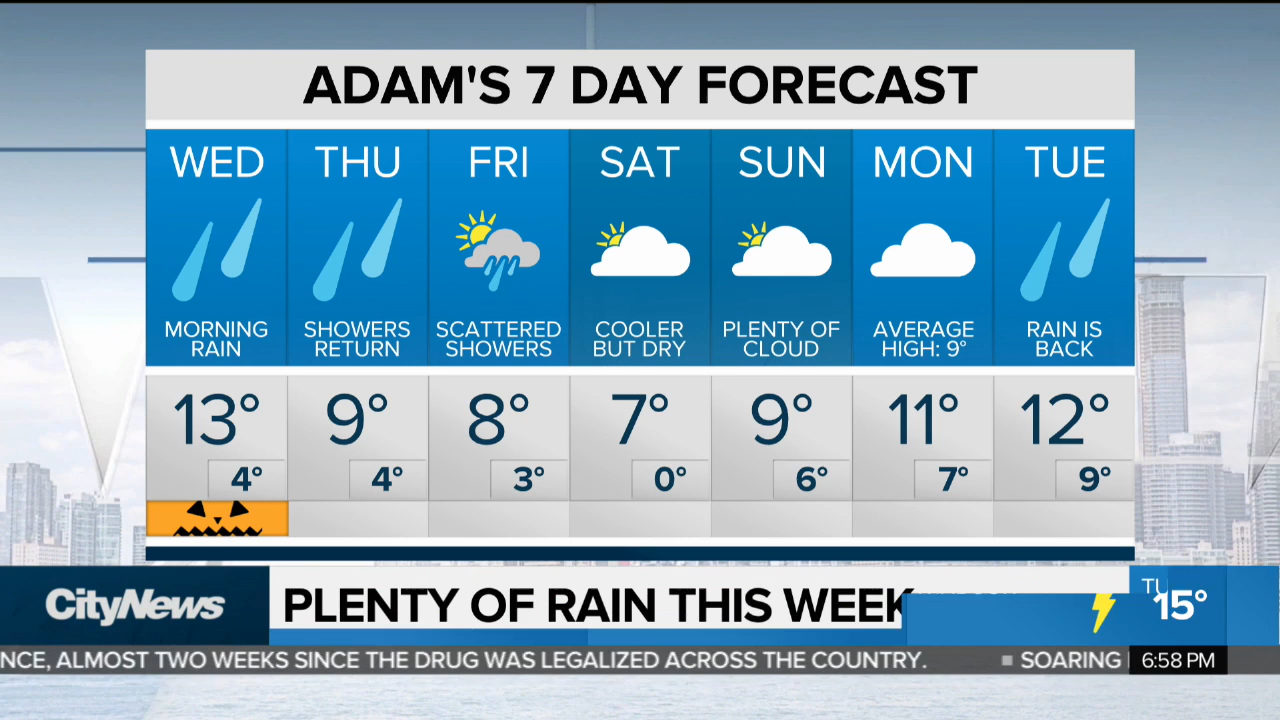 ADAM'S 7 DAY FORECAST
WED THU FRI SAT SUN MON TUE
MORNING RAIN
SHOWERS RETURN
SCATTERED SHOWERS
COOLER BUT DRY
PLENTY OF CLOUD
AVERAGE HIGH: 9°
RAIN IS BACK
13° 9° 8° 7° 9° 11° 12°
4° 4° 3° 0° 6° 7° 9°
CityNews
PLENTY OF RAIN THIS WEEK
TU
15°
NCE, ALMOST TWO WEEKS SINCE THE DRUG WAS LEGALIZED ACROSS THE COUNTRY. ■ SOARING
6:58 PM